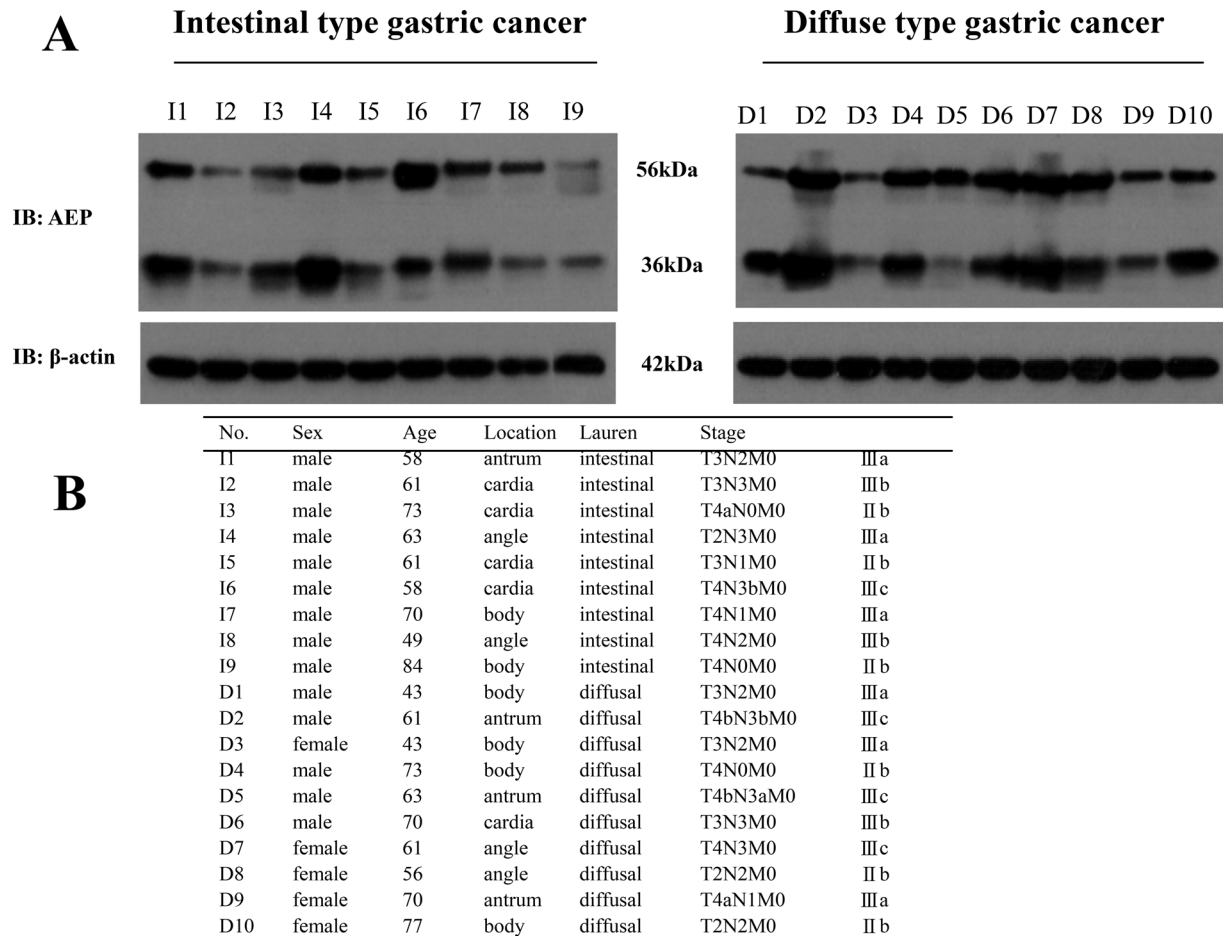 A
Intestinal type gastric cancer
Diffuse type gastric cancer
I1 I2 I3 I4 I5 I6 I7 I8 I9
D1 D2 D3 D4 D5 D6 D7 D8 D9 D10
56kDa
IB: AEP
36kDa
IB: β-actin
42kDa
B
No. Sex Age Location Lauren Stage
I1 male 58 antrum intestinal T3N2M0 Ⅲa
I2 male 61 cardia intestinal T3N3M0 Ⅲb
I3 male 73 cardia intestinal T4aN0M0 Ⅱb
I4 male 63 angle intestinal T2N3M0 Ⅲa
I5 male 61 cardia intestinal T3N1M0 Ⅱb
I6 male 58 cardia intestinal T4N3bM0 Ⅲc
I7 male 70 body intestinal T4N1M0 Ⅲa
I8 male 49 angle intestinal T4N2M0 Ⅲb
I9 male 84 body intestinal T4N0M0 Ⅱb
D1 male 43 body diffusal T3N2M0 Ⅲa
D2 male 61 antrum diffusal T4bN3bM0 Ⅲc
D3 female 43 body diffusal T3N2M0 Ⅲa
D4 male 73 body diffusal T4N0M0 Ⅱb
D5 male 63 antrum diffusal T4bN3aM0 Ⅲc
D6 male 70 cardia diffusal T3N3M0 Ⅲb
D7 female 61 angle diffusal T4N3M0 Ⅲc
D8 female 56 angle diffusal T2N2M0 Ⅱb
D9 female 70 antrum diffusal T4aN1M0 Ⅲa
D10 female 77 body diffusal T2N2M0 Ⅱb